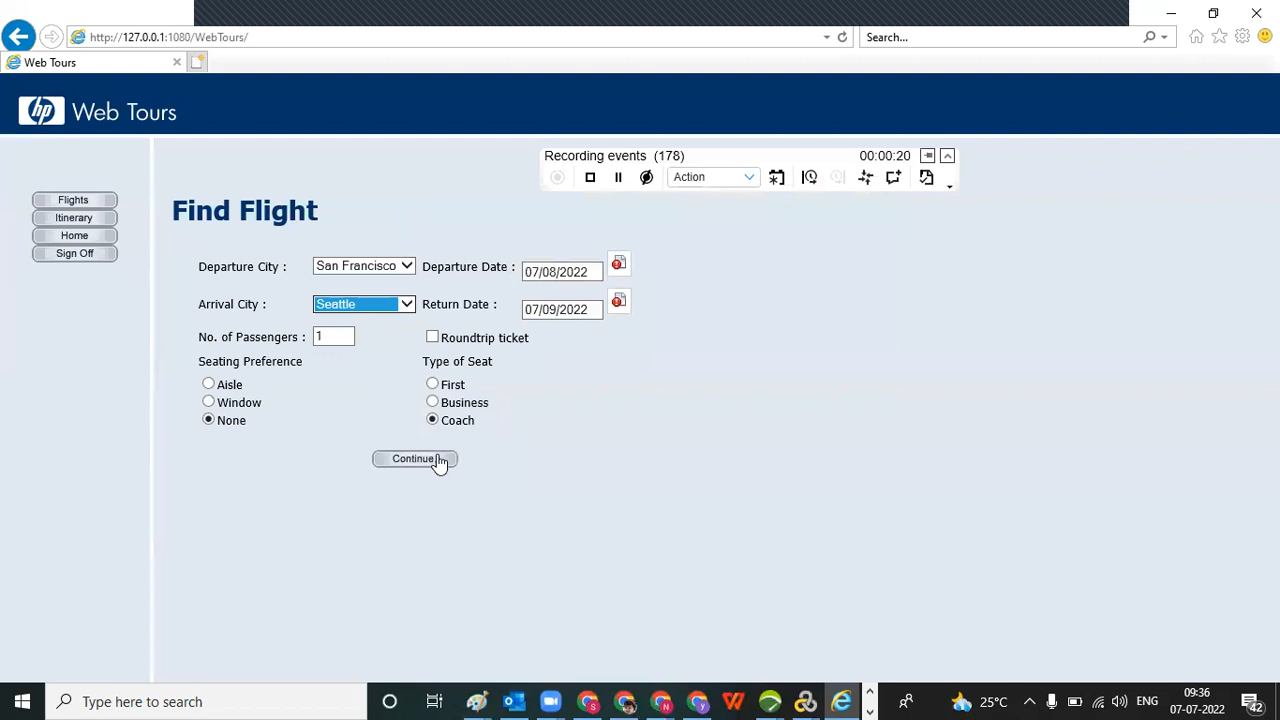 http://127.0.0.1:1080/WebTours/
Search...
Web Tours
hp Web Tours
Recording events (178) 00:00:20
Action
Flights
Itinerary
Home
Sign Off
Find Flight
Departure City : San Francisco Departure Date : 07/08/2022
Arrival City : Seattle Return Date : 07/09/2022
No. of Passengers : 1 Roundtrip ticket
Seating Preference Type of Seat
Aisle First
Window Business
None Coach
Continue
Type here to search
S N y W
25°C ENG 09:36
07-07-2022 42